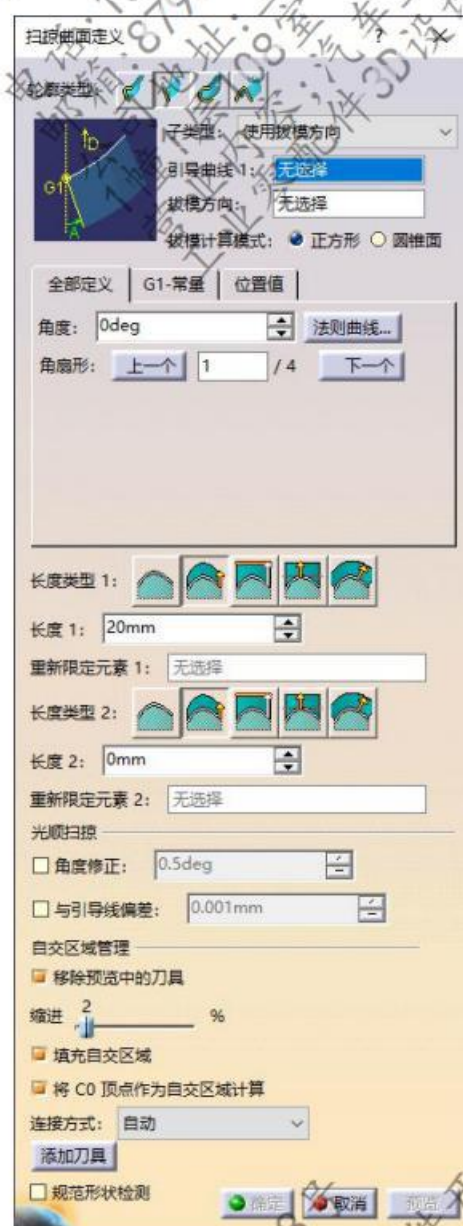 扫掠曲面定义 ? ×
轮廓类型:
子类型: 使用拔模方向
引导曲线 1: 无选择
拔模方向: 无选择
拔模计算模式: 正方形 圆锥面
全部定义 G1-常量 位置值
角度: 0deg 法则曲线...
角扇形: 上一个 1 / 4 下一个
长度类型 1:
长度 1: 20mm
重新限定元素 1: 无选择
长度类型 2:
长度 2: 0mm
重新限定元素 2: 无选择
光顺扫掠
角度修正: 0.5deg
与引导线偏差: 0.001mm
自交区域管理
移除预览中的刀具
缩进 2 %
填充自交区域
将 C0 顶点作为自交区域计算
连接方式: 自动
添加刀具
规范形状检测
确定 取消 预览
D
G1
A